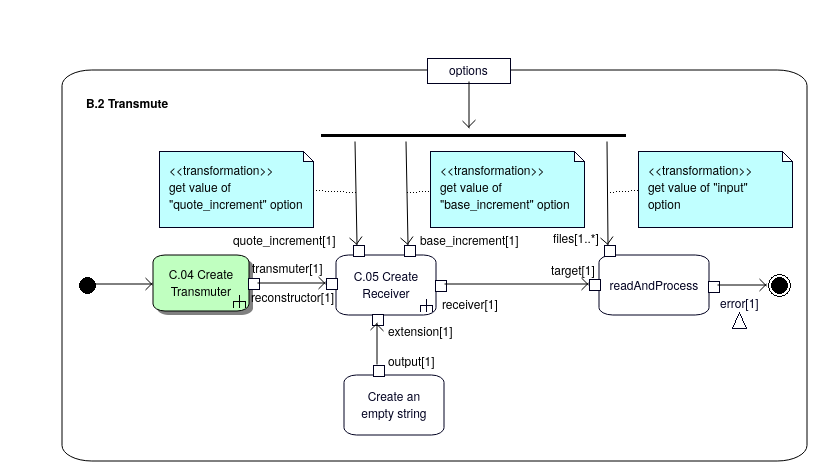 options
B.2 Transmute
<<transformation>>
get value of
"quote_increment" option
<<transformation>>
get value of
"base_increment" option
<<transformation>>
get value of "input"
option
quote_increment[1]
base_increment[1]
files[1..*]
C.04 Create
Transmuter
transmuter[1]
reconstructor[1]
C.05 Create
Receiver
receiver[1]
target[1]
readAndProcess
error[1]
extension[1]
output[1]
Create an
empty string